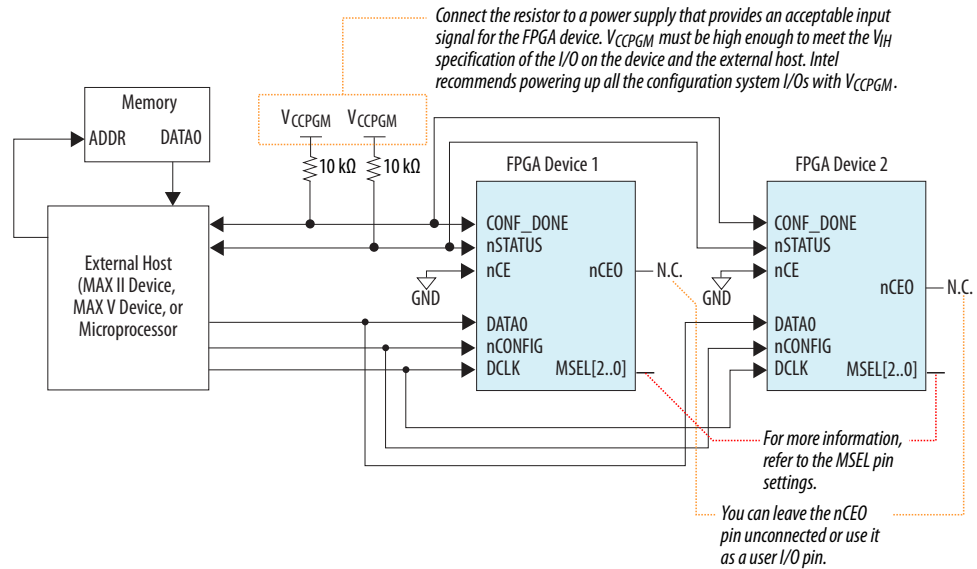 Connect the resistor to a power supply that provides an acceptable input
signal for the FPGA device. VCCPGM must be high enough to meet the VIH
specification of the I/O on the device and the external host. Intel
recommends powering up all the configuration system I/Os with VCCPGM.
Memory
ADDR DATA0
VCCPGM VCCPGM
10 kΩ 10 kΩ
FPGA Device 1
FPGA Device 2
External Host
(MAX II Device,
MAX V Device, or
Microprocessor
CONF_DONE
nSTATUS
nCE
nCEO
N.C.
GND
DATA0
nCONFIG
DCLK
MSEL[2..0]
CONF_DONE
nSTATUS
nCE
nCEO
N.C.
GND
DATA0
nCONFIG
DCLK
MSEL[2..0]
For more information,
refer to the MSEL pin
settings.
You can leave the nCEO
pin unconnected or use it
as a user I/O pin.